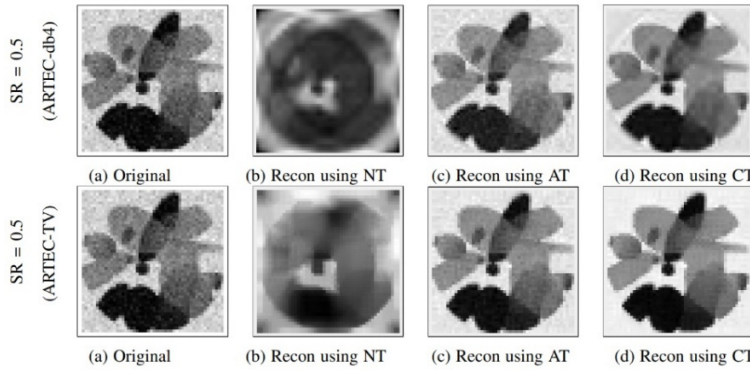 SR = 0.5
(ARTEC-db4)
(a) Original
(b) Recon using NT
(c) Recon using AT
(d) Recon using CT
SR = 0.5
(ARTEC-TV)
(a) Original
(b) Recon using NT
(c) Recon using AT
(d) Recon using CT